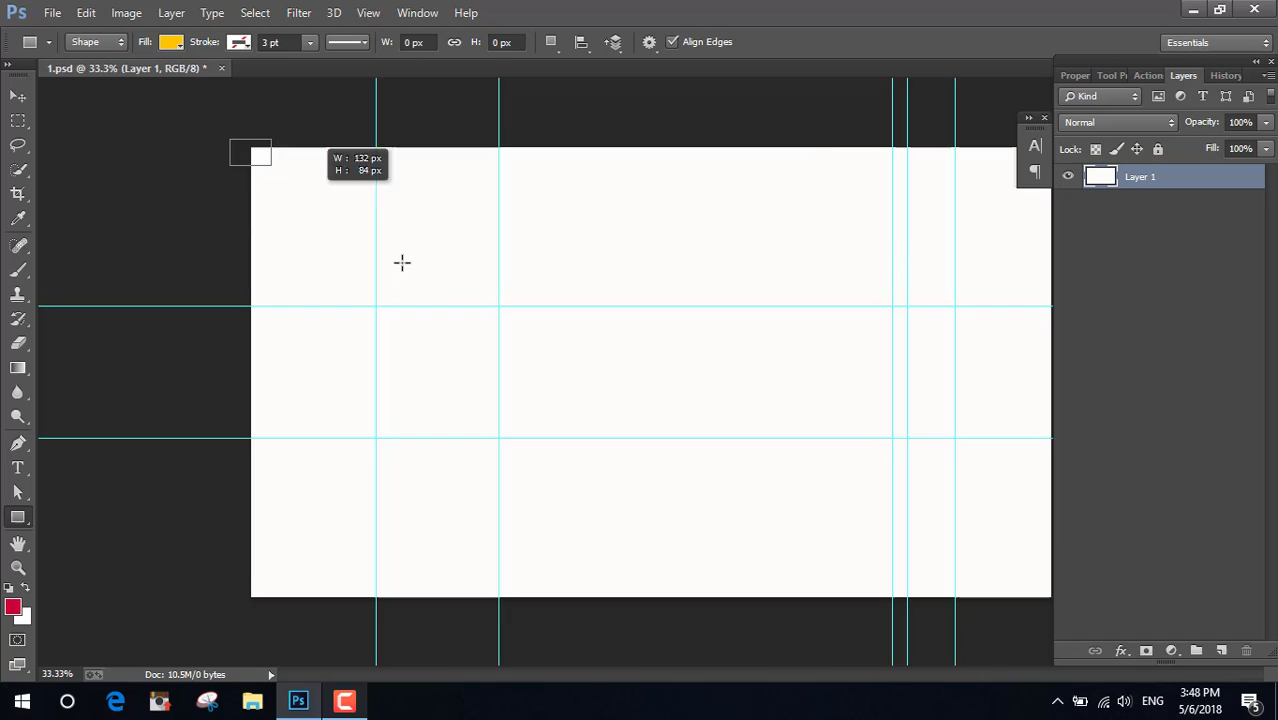 Ps File Edit Image Layer Type Select Filter 3D View Window Help
Shape Fill: Stroke: 3 pt W: 0 px H: 0 px Align Edges Essentials
1.psd @ 33.3% (Layer 1, RGB/8) *
Proper Tool P Action Layers History
Kind T
Normal Opacity: 100%
Lock: Fill: 100%
A
Layer 1
W : 132 px
H : 84 px
T
33.33% Doc: 10.5M/0 bytes
Ps ENG 3:48 PM
5/6/2018 5